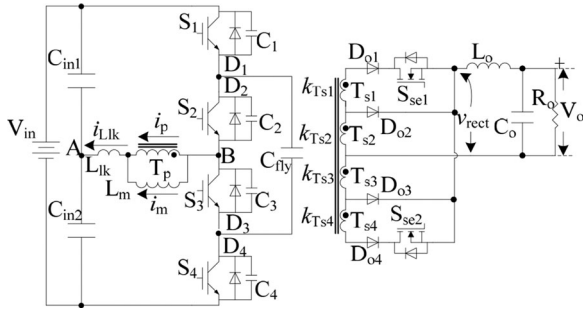 S1
C1
Cin1
D1
D2
Vin
A
iLlk
ip
S2
C2
B
Cfly
Llk
Tp
Lm
im
S3
C3
Cin2
D3
D4
S4
C4
Do1
Sse1
Lo
kTs1
Ts1
vrect
Co
Ro
+
Vo
−
Do2
kTs2
Ts2
kTs3
Ts3
Do3
kTs4
Ts4
Sse2
Do4